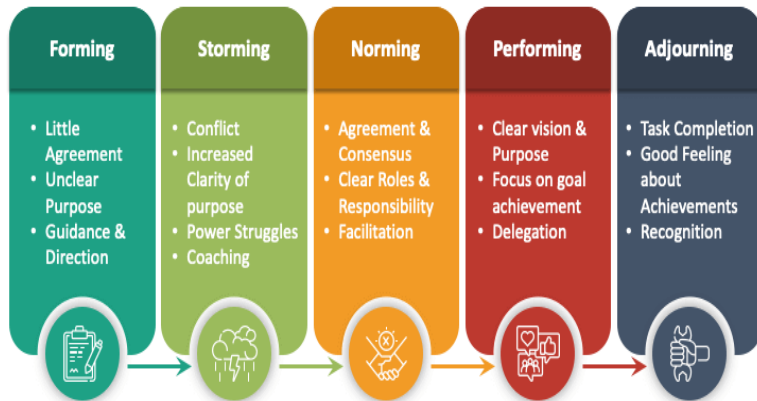 Forming
• Little
Agreement
• Unclear
Purpose
• Guidance &
Direction
Storming
• Conflict
• Increased
Clarity of
purpose
• Power Struggles
• Coaching
Norming
• Agreement &
Consensus
• Clear Roles &
Responsibility
• Facilitation
Performing
• Clear vision &
Purpose
• Focus on goal
achievement
• Delegation
Adjourning
• Task Completion
• Good Feeling
about
Achievements
• Recognition